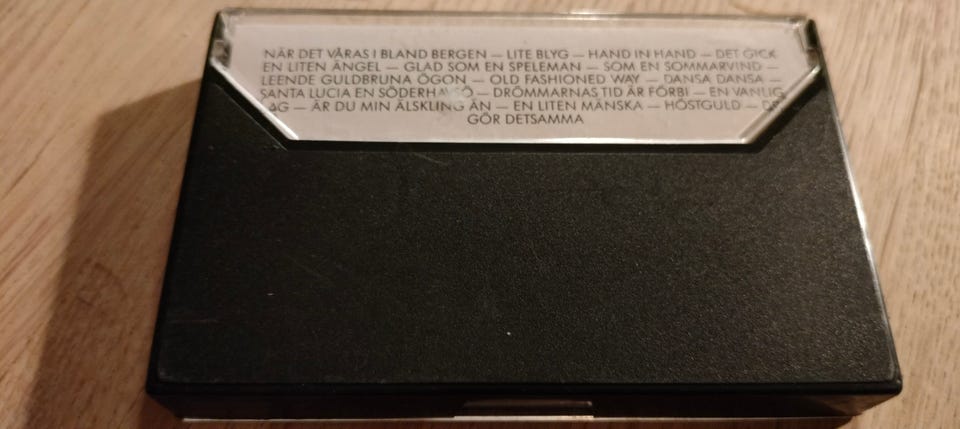 NÄR DET VÅRAS I BLAND BERGEN — LITE BLYG — HAND IN HAND — DET GICK
EN LITEN ÄNGEL — GLAD SOM EN SPELEMAN — SOM EN SOMMARVIND —
LEENDE GULDBRUNA ÖGON — OLD FASHIONED WAY — DANSA DANSA —
SANTA LUCIA EN SÖDERHAVSÖ — DRÖMMARNAS TID ÄR FÖRBI — EN VANLIG
— ÄR DU MIN ÄLSKLING ÄN — EN LITEN MÄNSKA — HÖSTGULD —
GÖR DETSAMMA